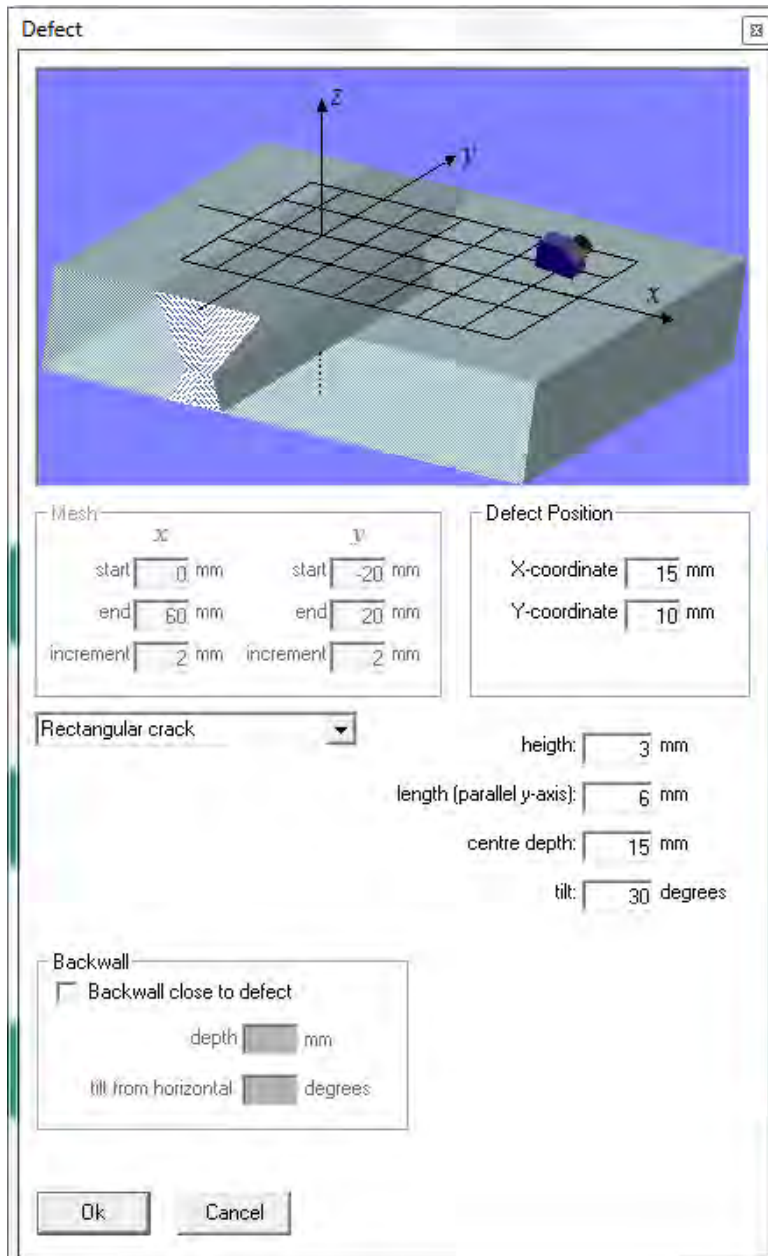 Defect
z
y
x
Mesh
x y
start 0 mm start -20 mm
end 60 mm end 20 mm
increment 2 mm increment 2 mm
Defect Position
X-coordinate 15 mm
Y-coordinate 10 mm
Rectangular crack
heigth: 3 mm
length (parallel y-axis): 6 mm
centre depth: 15 mm
tilt: 30 degrees
Backwall
Backwall close to defect
depth mm
tilt from horizontal degrees
Ok Cancel